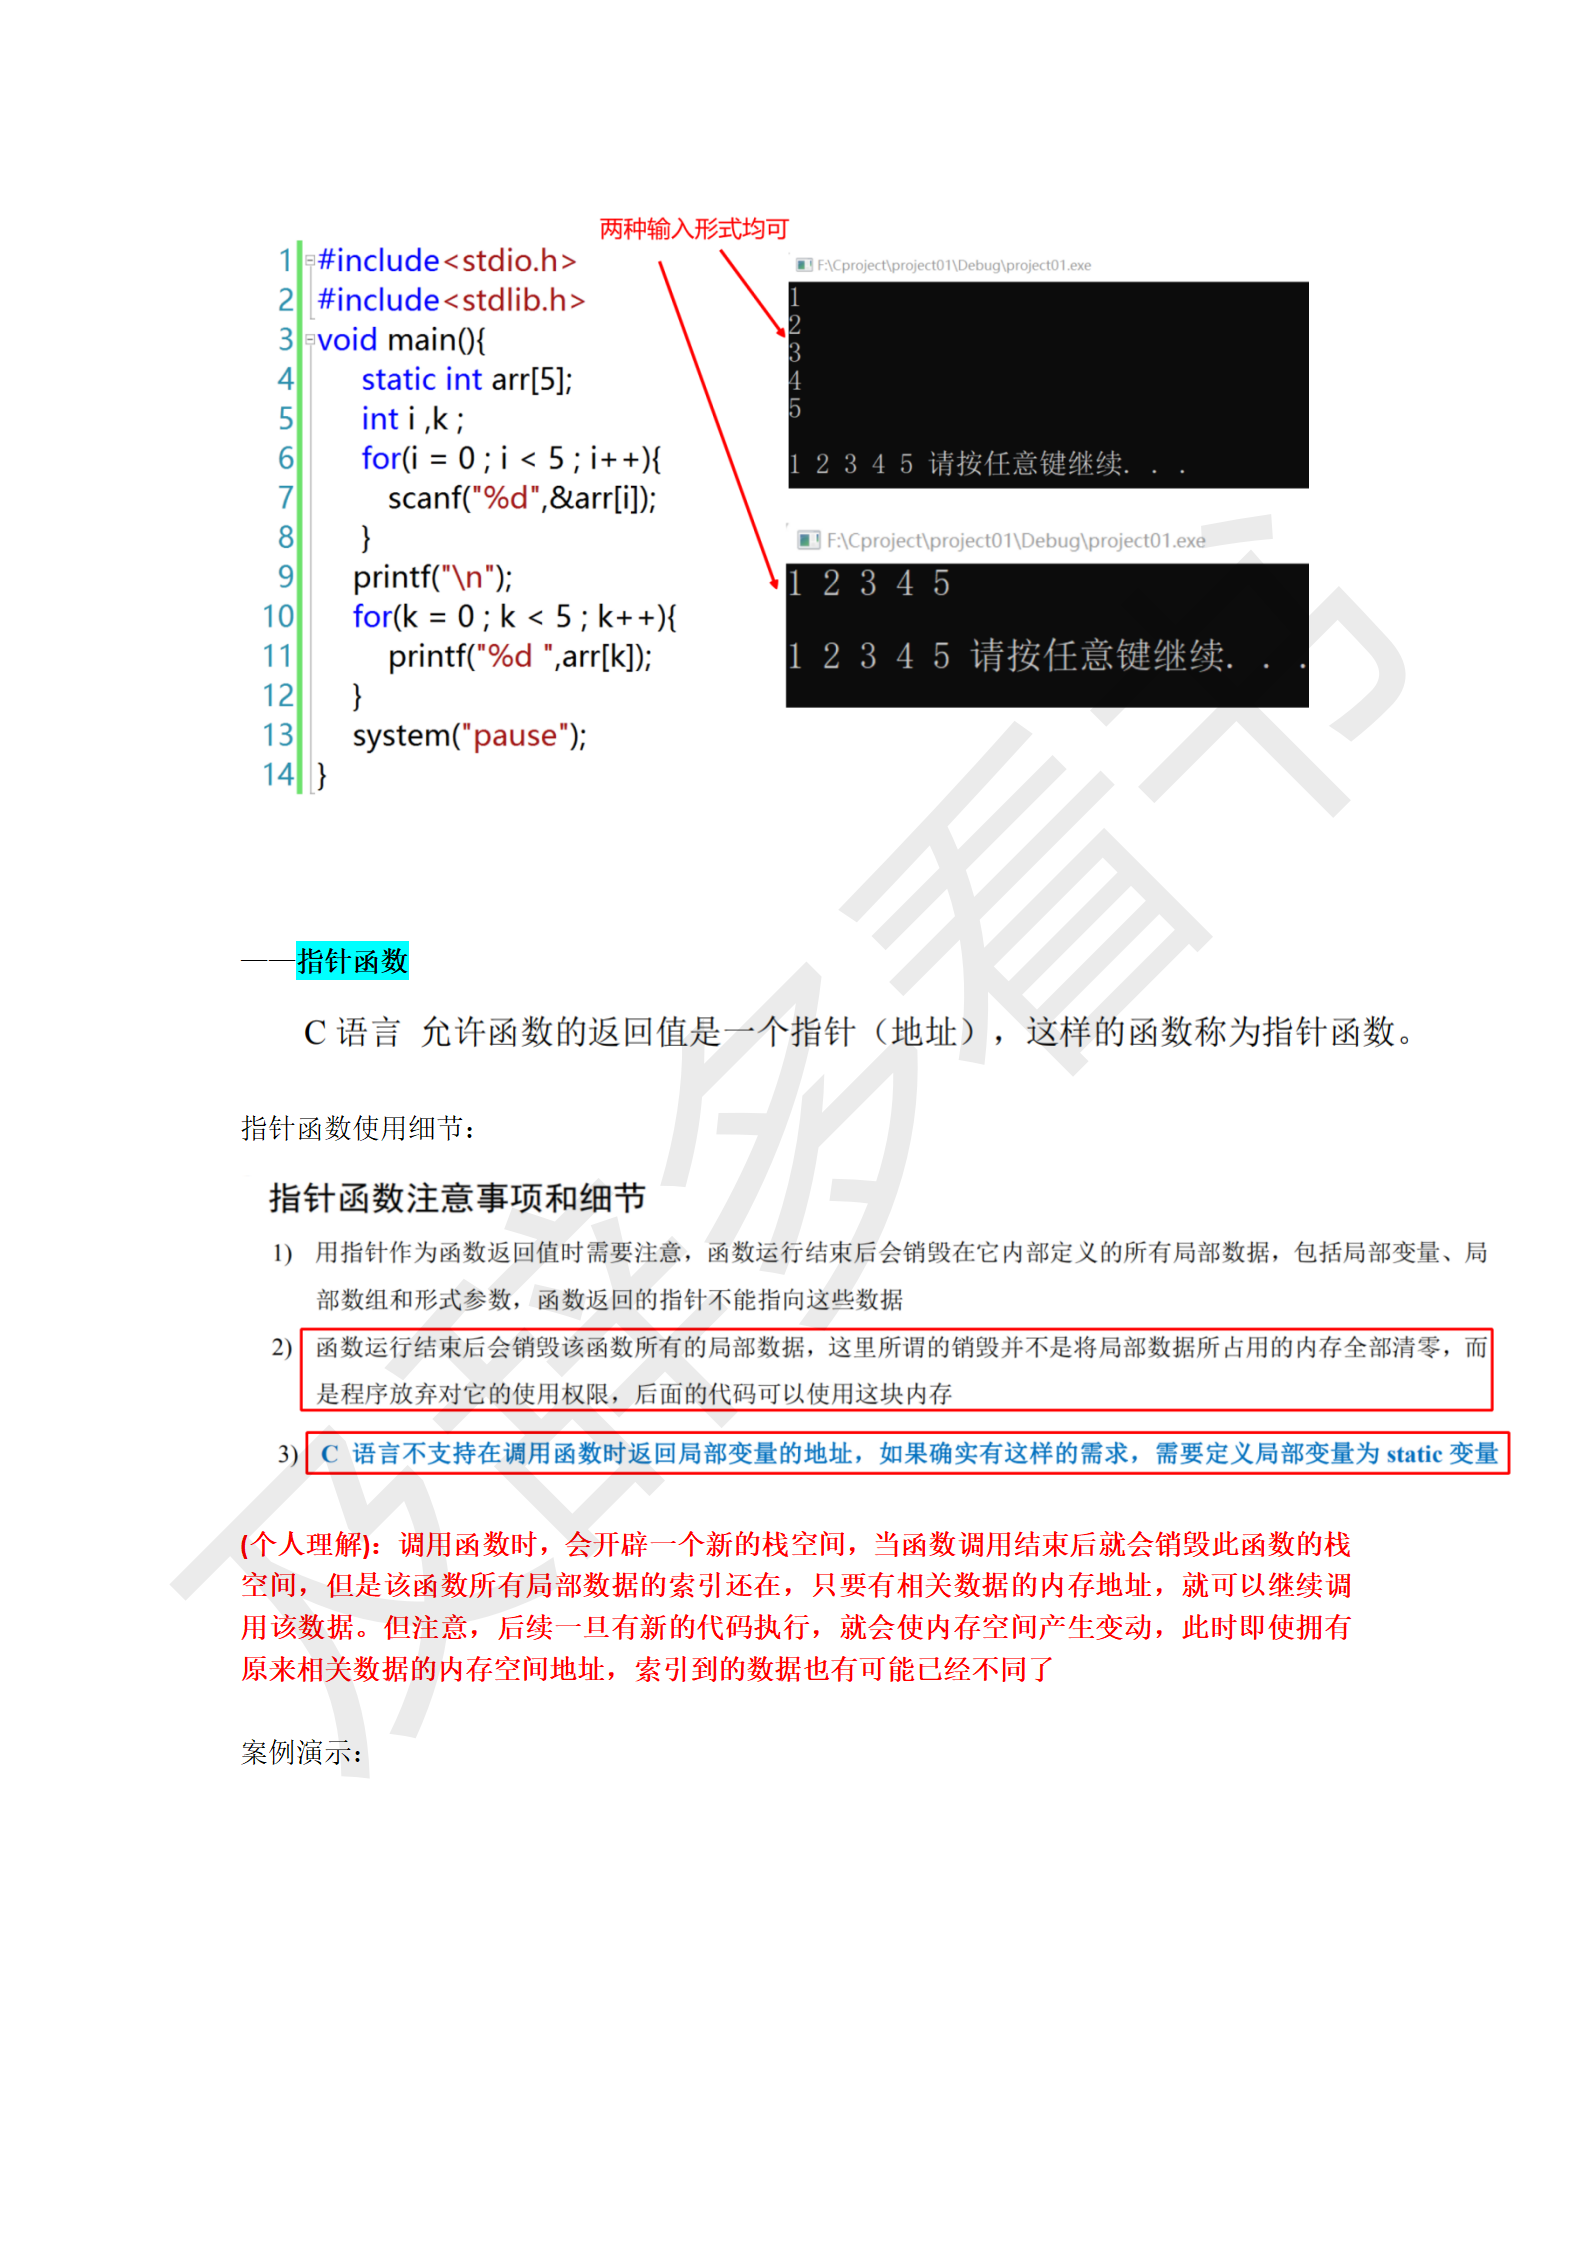 两种输入形式均可
1 #include<stdio.h>
2 #include<stdlib.h>
3 void main(){
4 static int arr[5];
5 int i ,k ;
6 for(i = 0 ; i < 5 ; i++){
7 scanf("%d",&arr[i]);
8 }
9 printf("\n");
10 for(k = 0 ; k < 5 ; k++){
11 printf("%d ",arr[k]);
12 }
13 system("pause");
14 }
F:\Cproject\project01\Debug\project01.exe
1
2
3
4
5
1 2 3 4 5 请按任意键继续. . .
F:\Cproject\project01\Debug\project01.exe
1 2 3 4 5
1 2 3 4 5 请按任意键继续. . .
——指针函数
C 语言 允许函数的返回值是一个指针（地址），这样的函数称为指针函数。
指针函数使用细节：
指针函数注意事项和细节
1) 用指针作为函数返回值时需要注意，函数运行结束后会销毁在它内部定义的所有局部数据，包括局部变量、局
部数组和形式参数，函数返回的指针不能指向这些数据
2) 函数运行结束后会销毁该函数所有的局部数据，这里所谓的销毁并不是将局部数据所占用的内存全部清零，而
是程序放弃对它的使用权限，后面的代码可以使用这块内存
3) C 语言不支持在调用函数时返回局部变量的地址，如果确实有这样的需求，需要定义局部变量为 static 变量
(个人理解)：调用函数时，会开辟一个新的栈空间，当函数调用结束后就会销毁此函数的栈
空间，但是该函数所有局部数据的索引还在，只要有相关数据的内存地址，就可以继续调
用该数据。但注意，后续一旦有新的代码执行，就会使内存空间产生变动，此时即使拥有
原来相关数据的内存空间地址，索引到的数据也有可能已经不同了
案例演示：
及辞多看书